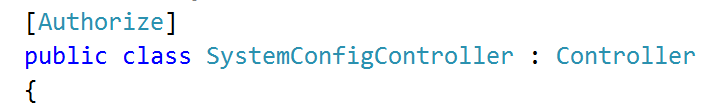 [Authorize]
public class SystemConfigController : Controller
{